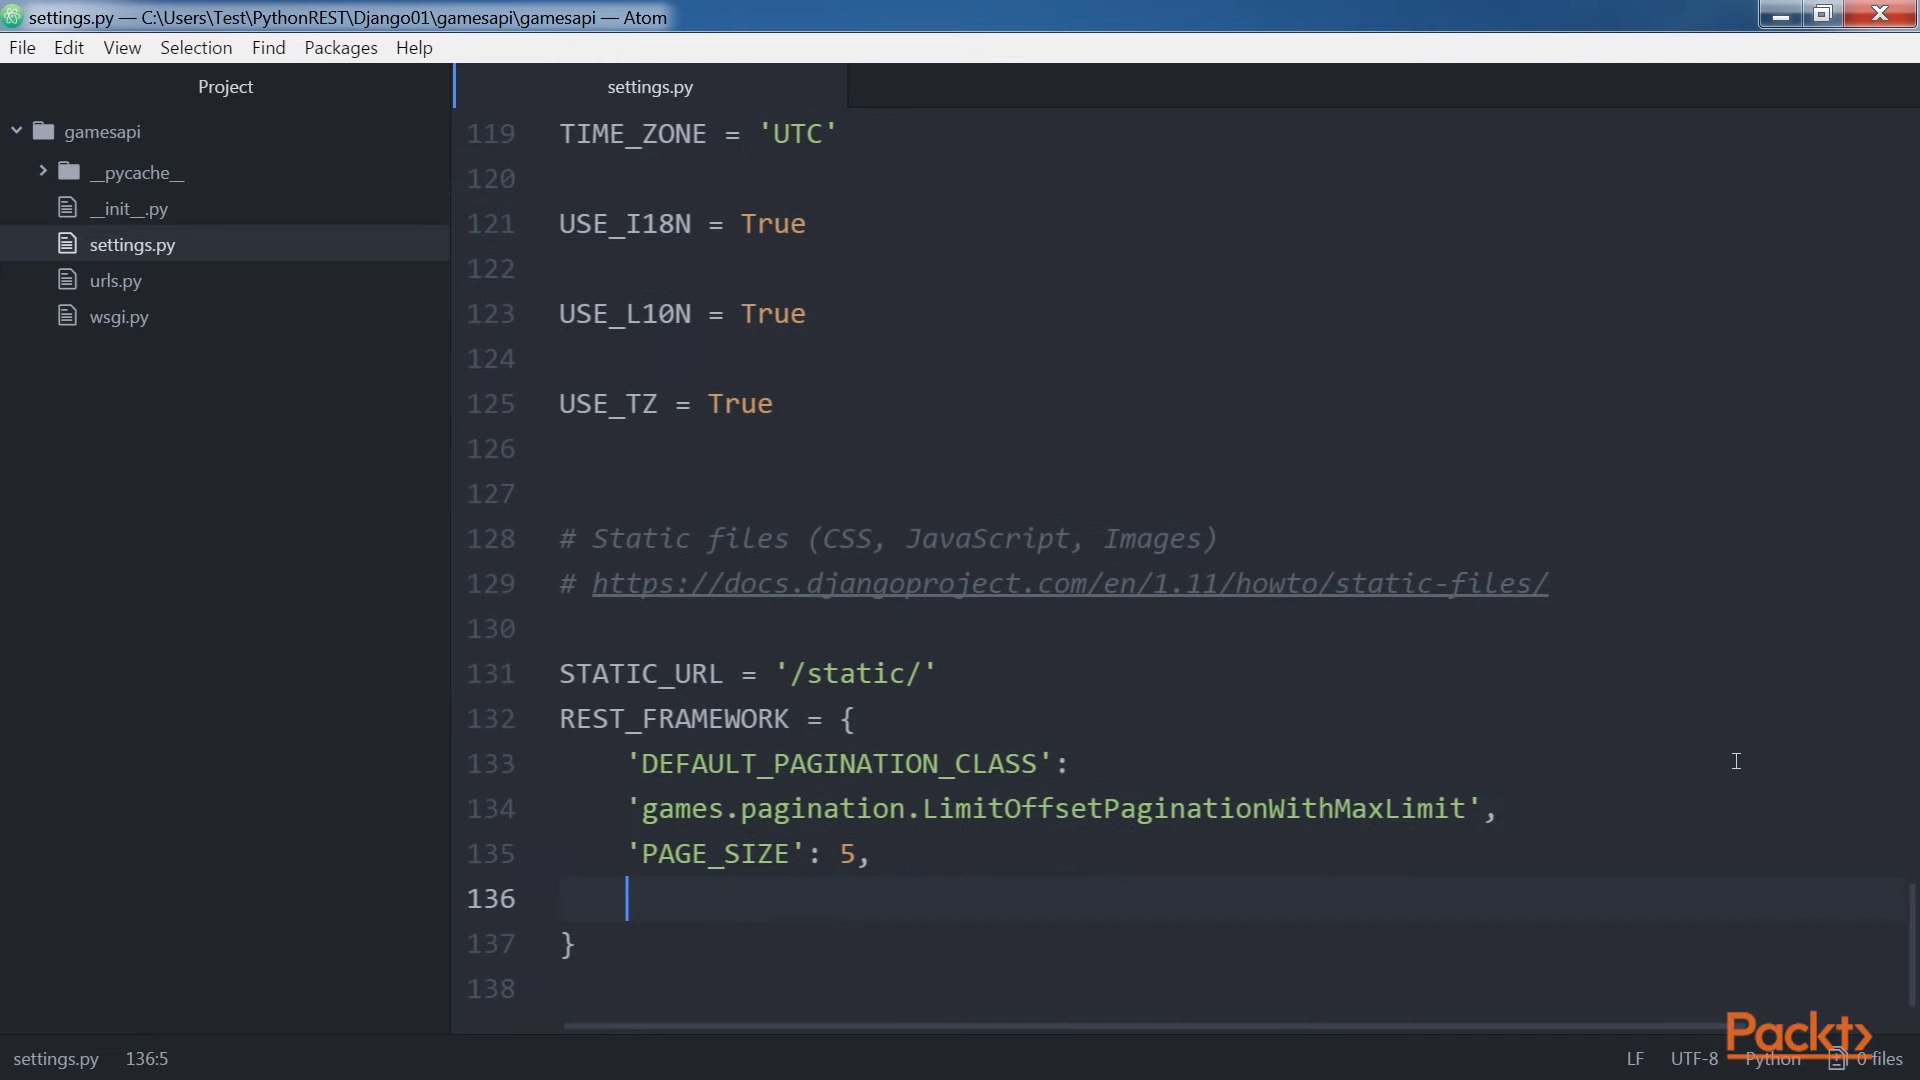 settings.py — C:\Users\Test\PythonREST\Django01\gamesapi\gamesapi — Atom
File Edit View Selection Find Packages Help
Project
gamesapi
__pycache__
__init__.py
settings.py
urls.py
wsgi.py
settings.py
119 TIME_ZONE = 'UTC'
120
121 USE_I18N = True
122
123 USE_L10N = True
124
125 USE_TZ = True
126
127
128 # Static files (CSS, JavaScript, Images)
129 # https://docs.djangoproject.com/en/1.11/howto/static-files/
130
131 STATIC_URL = '/static/'
132 REST_FRAMEWORK = {
133     'DEFAULT_PAGINATION_CLASS':
134     'games.pagination.LimitOffsetPaginationWithMaxLimit',
135     'PAGE_SIZE': 5,
136
137 }
138
Packt>
settings.py 136:5 LF UTF-8 Python 0 files